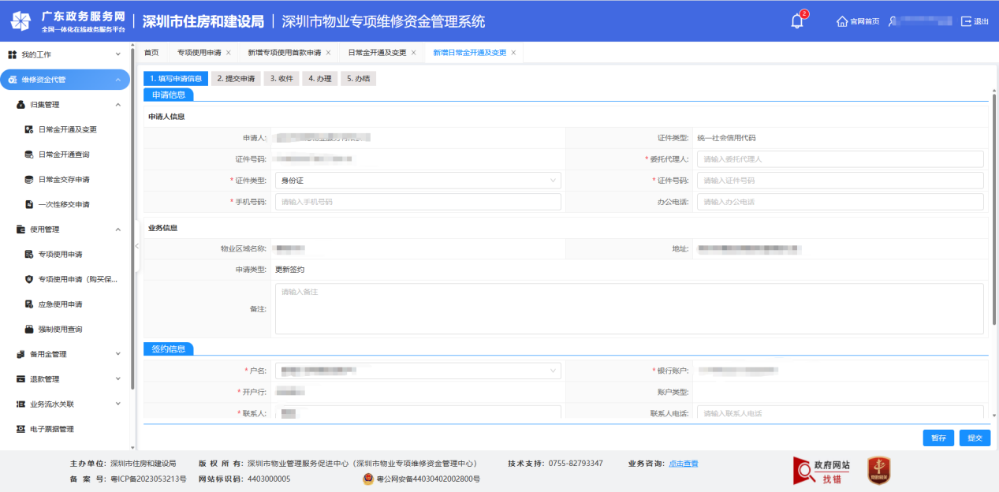 广东政务服务网
全国一体化在线政务服务平台
深圳市住房和建设局
深圳市物业专项维修资金管理系统
2
官网首页
退出
我的工作
维修资金代管
归集管理
日常金开通及变更
日常金开通查询
日常金交存申请
一次性移交申请
使用管理
专项使用申请
专项使用申请（购买保...
应急使用申请
强制使用查询
备用金管理
退款管理
业务流水关联
电子票据管理
首页
专项使用申请
新增专项使用首款申请
日常金开通及变更
新增日常金开通及变更
1. 填写申请信息
2. 提交申请
3. 收件
4. 办理
5. 办结
申请信息
申请人信息
申请人:
证件类型: 统一社会信用代码
证件号码:
* 委托代理人: 请输入委托代理人
* 证件类型: 身份证
* 证件号码: 请输入证件号码
* 手机号码: 请输入手机号码
办公电话: 请输入办公电话
业务信息
物业区域名称:
地址:
申请类型: 更新签约
备注: 请输入备注
签约信息
* 户名:
* 银行账户:
* 开户行:
账户类型:
* 联系人:
联系人电话: 请输入联系人电话
暂存
提交
主办单位: 深圳市住房和建设局
版 权 所 有: 深圳市物业管理服务促进中心（深圳市物业专项维修资金管理中心）
技术支持: 0755-82793347
业务咨询: 点击查看
备 案 号: 粤ICP备2023053213号
网站标识码: 4403000005
粤公网安备44030402002800号
政府网站
找错